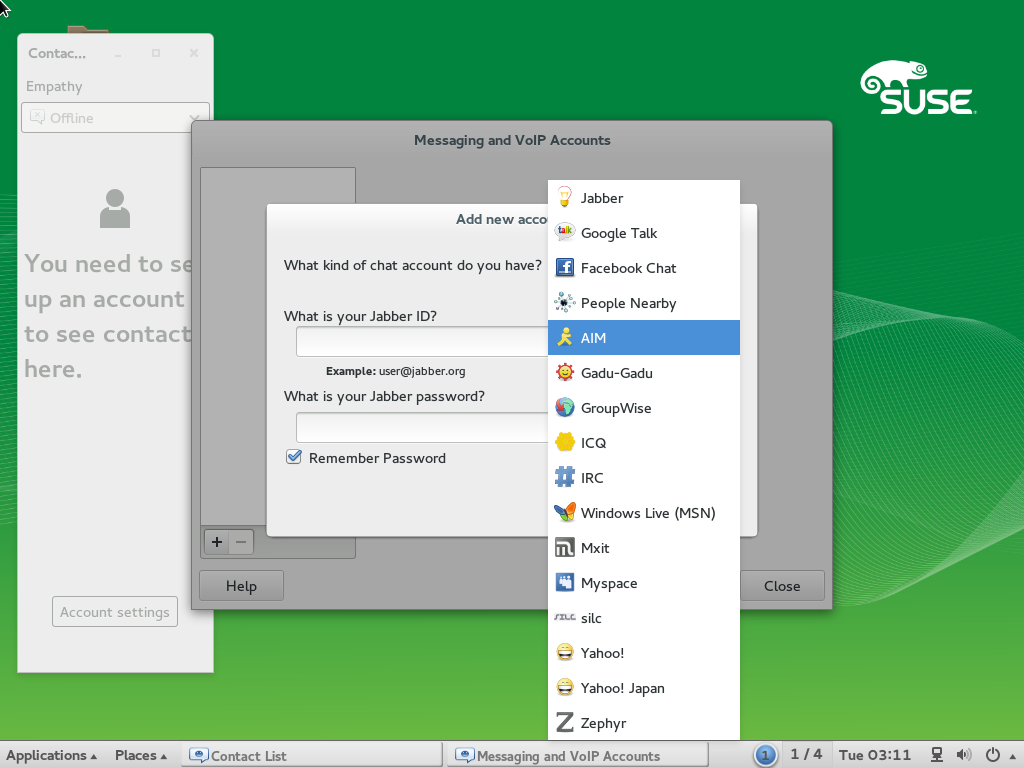 Contac...
Empathy
Offline
You need to se
up an account
to see contact
here.
Account settings
SUSE
Messaging and VoIP Accounts
Add new accou
What kind of chat account do you have?
What is your Jabber ID?
Example: user@jabber.org
What is your Jabber password?
Remember Password
Help
Close
Jabber
talk
Google Talk
Facebook Chat
People Nearby
AIM
Gadu-Gadu
GroupWise
ICQ
IRC
Windows Live (MSN)
Mxit
Myspace
SILC silc
Yahoo!
Yahoo! Japan
Zephyr
Applications
Places
Contact List
Messaging and VoIP Accounts
1
1 / 4
Tue 03:11